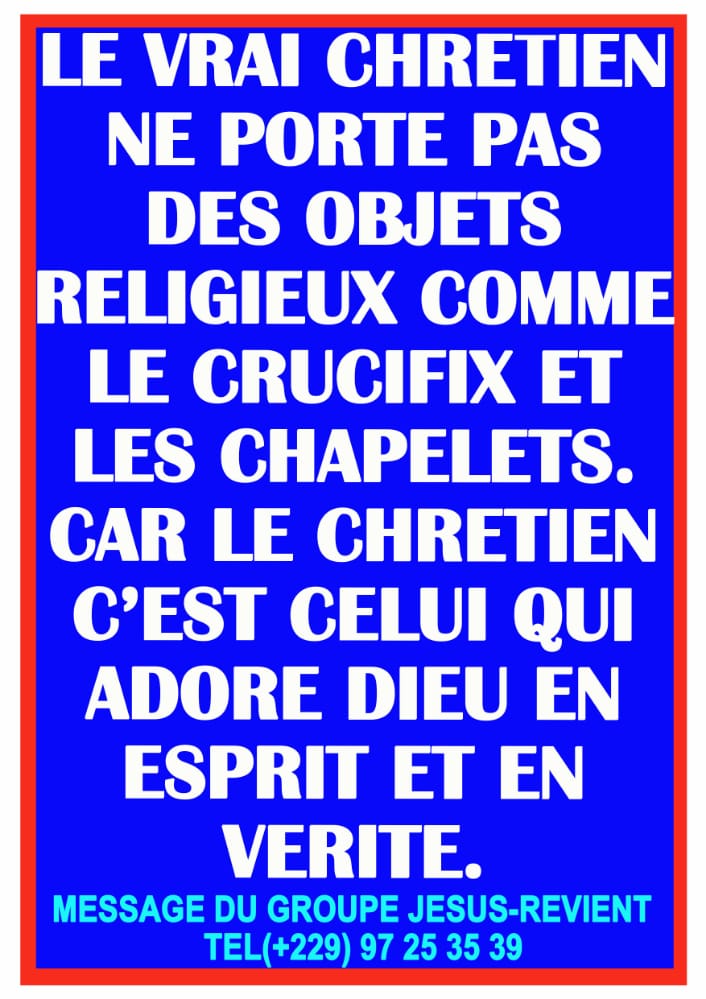 LE VRAI CHRETIEN
NE PORTE PAS
DES OBJETS
RELIGIEUX COMME
LE CRUCIFIX ET
LES CHAPELETS.
CAR LE CHRETIEN
C’EST CELUI QUI
ADORE DIEU EN
ESPRIT ET EN
VERITE.
MESSAGE DU GROUPE JESUS-REVIENT
TEL(+229) 97 25 35 39